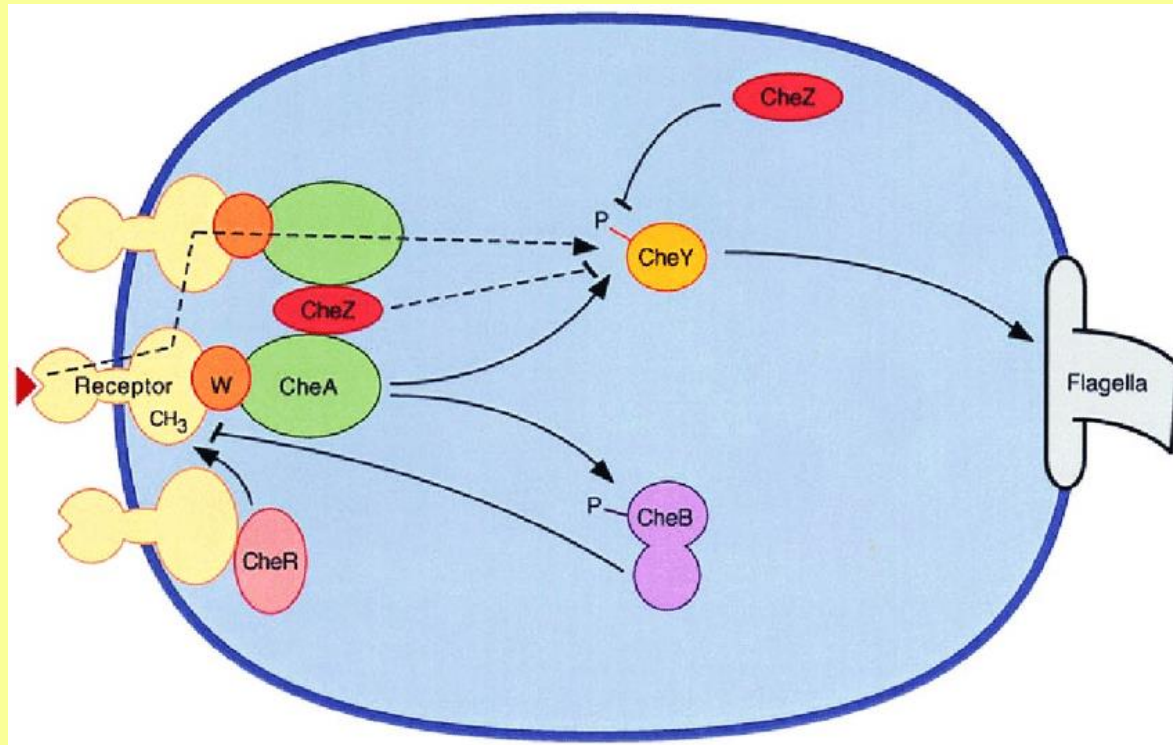 CheZ
P
CheY
CheZ
Receptor
W
CheA
CH3
Flagella
P
CheB
CheR